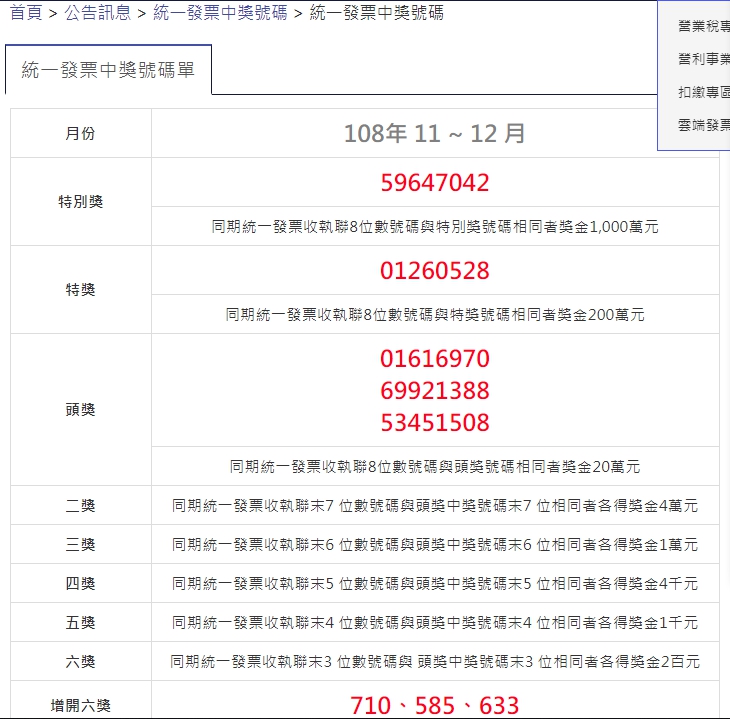 首頁 > 公告訊息 > 統一發票中獎號碼 > 統一發票中獎號碼
營業稅專
營利事業
扣繳專區
雲端發票
統一發票中獎號碼單
月份 108年 11 ~ 12 月
特別獎 59647042
同期統一發票收執聯8位數號碼與特別獎號碼相同者獎金1,000萬元
特獎 01260528
同期統一發票收執聯8位數號碼與特獎號碼相同者獎金200萬元
頭獎 01616970
69921388
53451508
同期統一發票收執聯8位數號碼與頭獎號碼相同者獎金20萬元
二獎 同期統一發票收執聯末7 位數號碼與頭獎中獎號碼末7 位相同者各得獎金4萬元
三獎 同期統一發票收執聯末6 位數號碼與頭獎中獎號碼末6 位相同者各得獎金1萬元
四獎 同期統一發票收執聯末5 位數號碼與頭獎中獎號碼末5 位相同者各得獎金4千元
五獎 同期統一發票收執聯末4 位數號碼與頭獎中獎號碼末4 位相同者各得獎金1千元
六獎 同期統一發票收執聯末3 位數號碼與 頭獎中獎號碼末3 位相同者各得獎金2百元
增開六獎 710、585、633